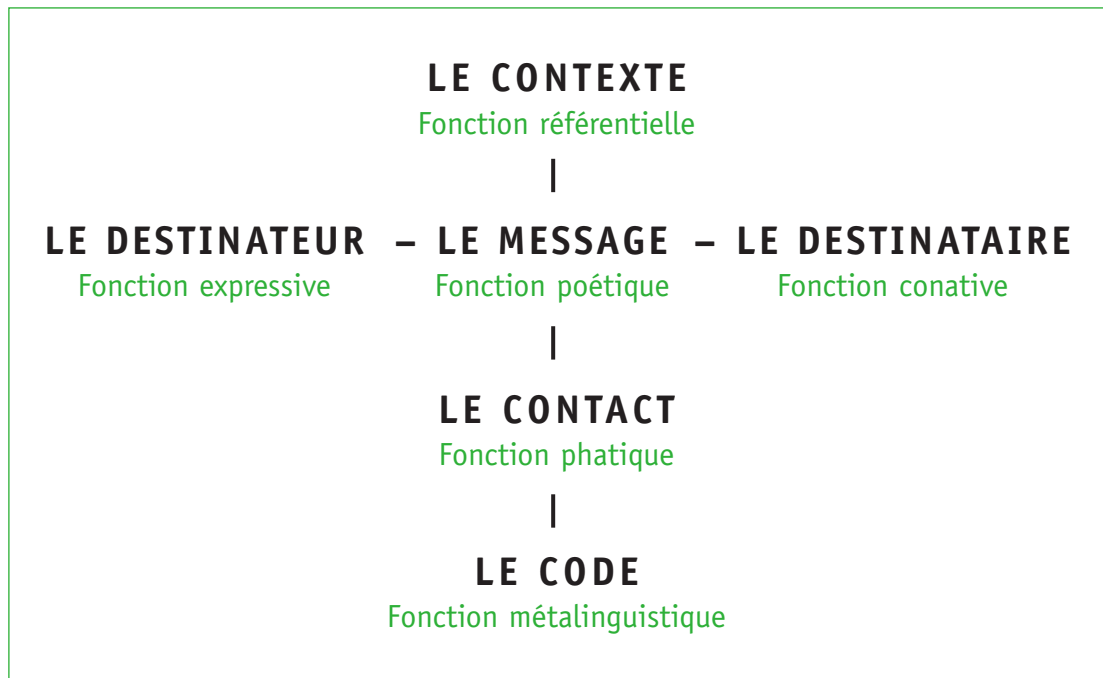 LE CONTEXTE
Fonction référentielle
LE DESTINATEUR – LE MESSAGE – LE DESTINATAIRE
Fonction expressive Fonction poétique Fonction conative
LE CONTACT
Fonction phatique
LE CODE
Fonction métalinguistique